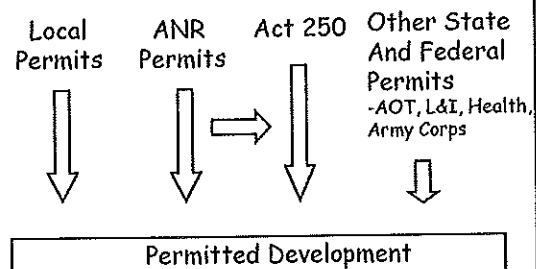 Local
Permits
ANR
Permits
Act 250
Other State
And Federal
Permits
-AOT, L&I, Health,
Army Corps
Permitted Development